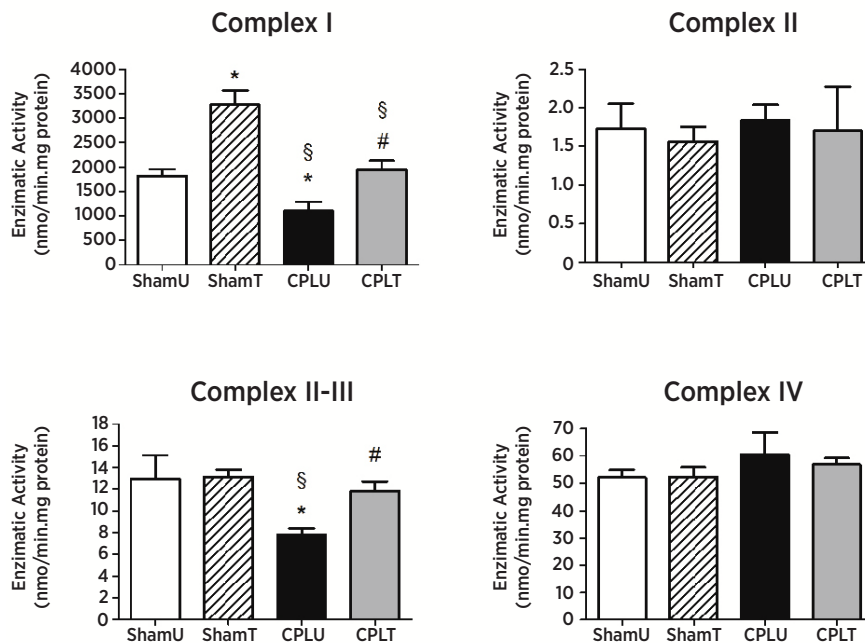 Complex I
Enzimatic Activity
(nmo/min.mg protein)
4000
3500
3000
2500
2000
1500
1000
500
0
*
§
*
§
#
ShamU ShamT CPLU CPLT
Complex II
Enzimatic Activity
(nmo/min.mg protein)
2.5
2.0
1.5
1.0
0.5
0
ShamU ShamT CPLU CPLT
Complex II-III
Enzimatic Activity
(nmo/min.mg protein)
18
16
14
12
10
8
6
4
2
0
§
*
#
ShamU ShamT CPLU CPLT
Complex IV
Enzimatic Activity
(nmo/min.mg protein)
70
60
50
40
30
20
10
0
ShamU ShamT CPLU CPLT